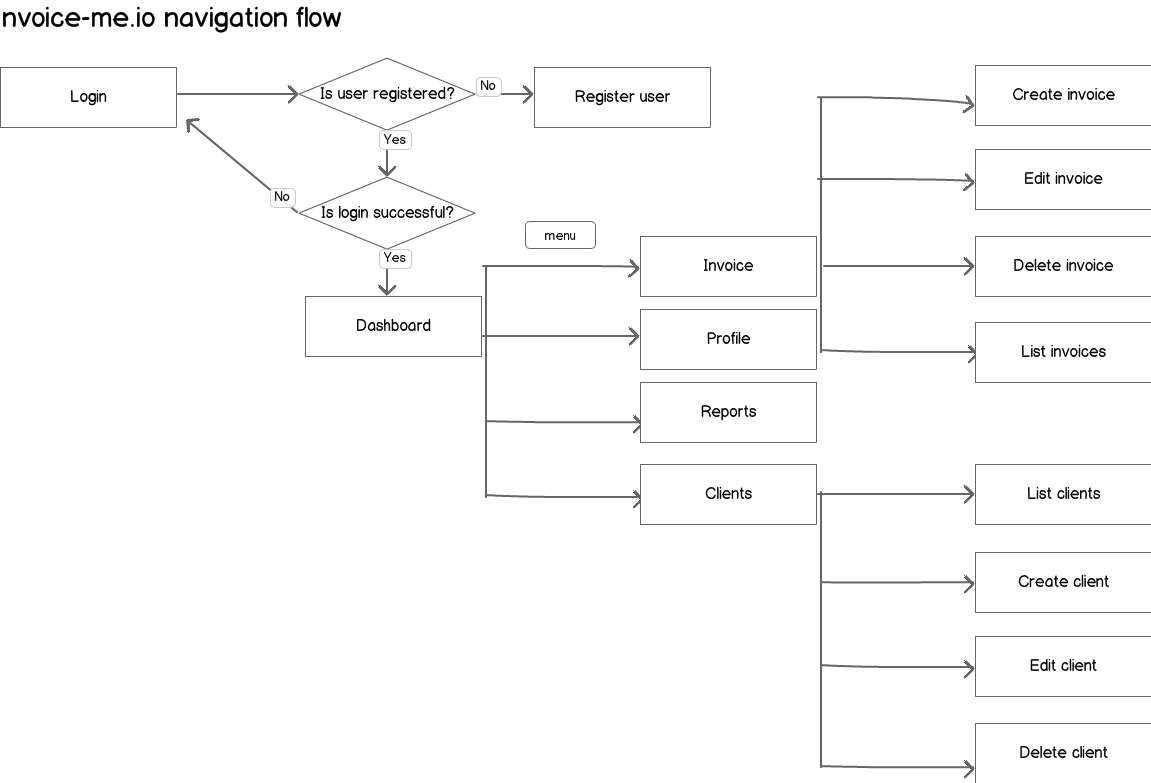 nvoice-me.io navigation flow
Login
Is user registered?
No
Register user
Yes
No
Is login successful?
Yes
Dashboard
menu
Invoice
Profile
Reports
Clients
Create invoice
Edit invoice
Delete invoice
List invoices
List clients
Create client
Edit client
Delete client